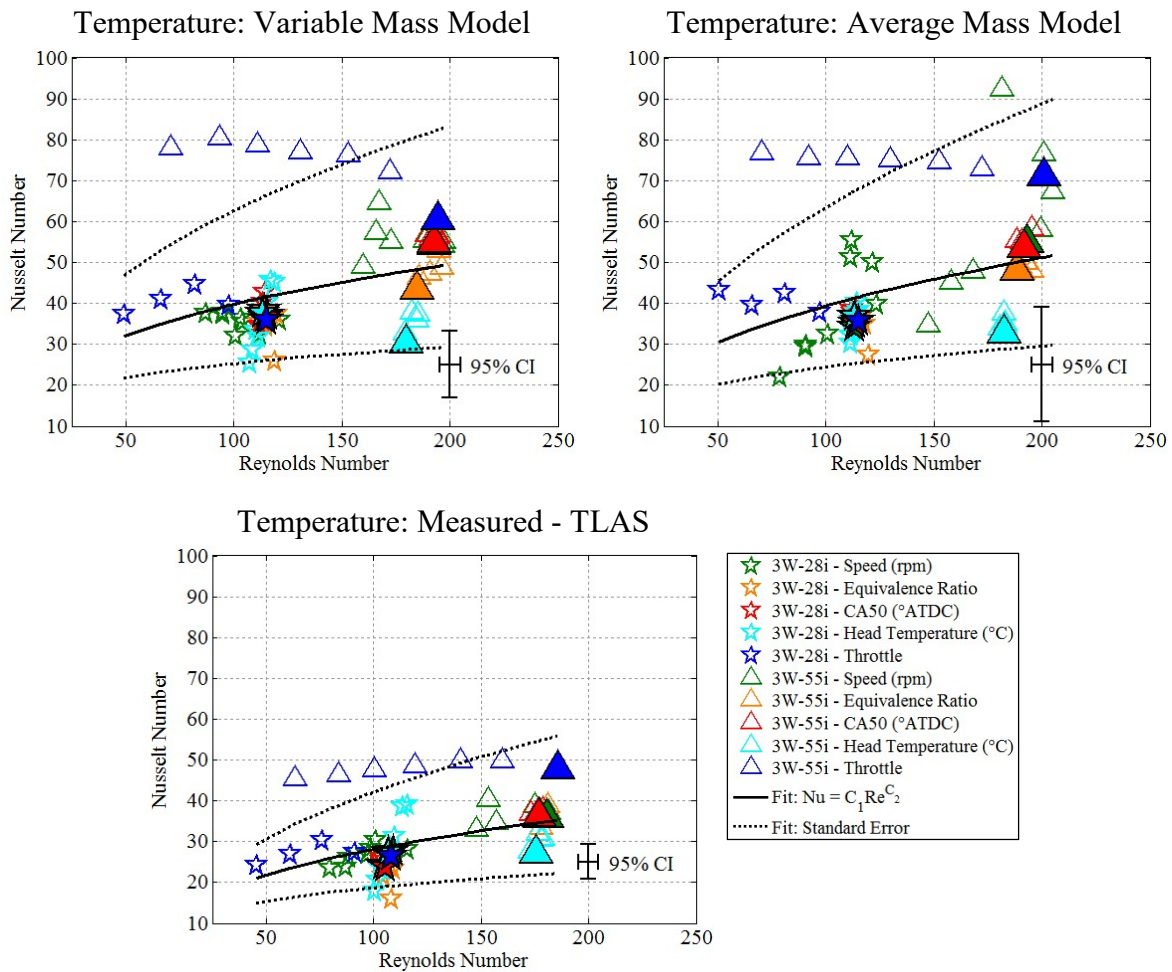 Temperature: Variable Mass Model
Nusselt Number
100
90
80
70
60
50
40
30
20
10
95% CI
50
100
150
200
250
Reynolds Number
Temperature: Average Mass Model
Nusselt Number
100
90
80
70
60
50
40
30
20
10
95% CI
50
100
150
200
250
Reynolds Number
Temperature: Measured - TLAS
Nusselt Number
100
90
80
70
60
50
40
30
20
10
95% CI
50
100
150
200
250
Reynolds Number
3W-28i - Speed (rpm)
3W-28i - Equivalence Ratio
3W-28i - CA50 (°ATDC)
3W-28i - Head Temperature (°C)
3W-28i - Throttle
3W-55i - Speed (rpm)
3W-55i - Equivalence Ratio
3W-55i - CA50 (°ATDC)
3W-55i - Head Temperature (°C)
3W-55i - Throttle
Fit: Nu = C₁Re^C₂
Fit: Standard Error